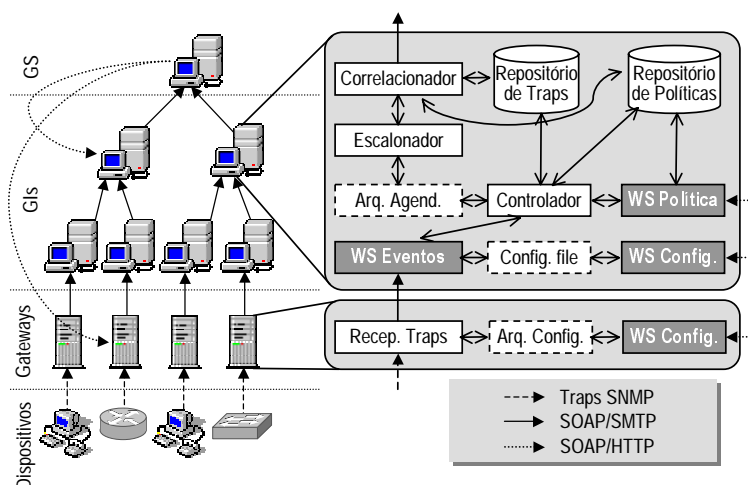 GS
GIs
Gateways
Dispositivos
Correlacionador
Repositório
de Traps
Repositório
de Políticas
Escalonador
Arq. Agend.
Controlador
WS Politica
WS Eventos
Config. file
WS Config.
Recep. Traps
Arq. Config.
WS Config.
Traps SNMP
SOAP/SMTP
SOAP/HTTP